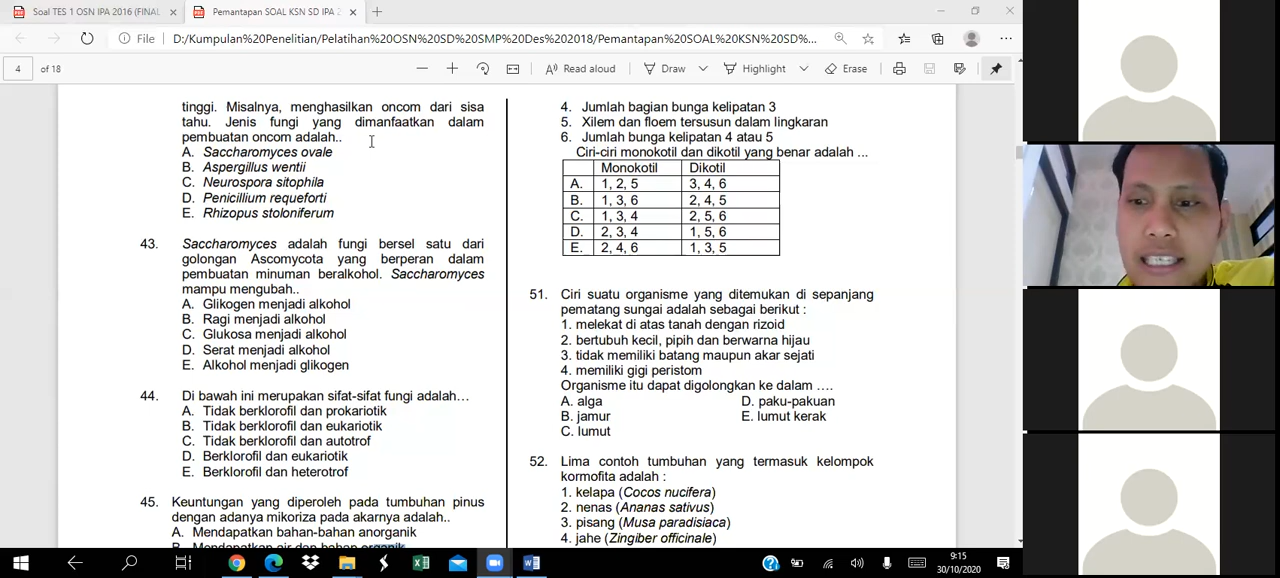 Soal TES 1 OSN IPA 2016 (FINAL
Pemantapan SOAL KSN SD IPA 2
File
D:/Kumpulan%20Penelitian/Pelatihan%20OSN%20SD%20SMP%20Des%202018/Pemantapan%20SOAL%20KSN%20SD%...
4 of 18
Read aloud
Draw
Highlight
Erase
tinggi. Misalnya, menghasilkan oncom dari sisa
tahu. Jenis fungi yang dimanfaatkan dalam
pembuatan oncom adalah..
A. Saccharomyces ovale
B. Aspergillus wentii
C. Neurospora sitophila
D. Penicillium requeforti
E. Rhizopus stoloniferum
43. Saccharomyces adalah fungi bersel satu dari
golongan Ascomycota yang berperan dalam
pembuatan minuman beralkohol. Saccharomyces
mampu mengubah..
A. Glikogen menjadi alkohol
B. Ragi menjadi alkohol
C. Glukosa menjadi alkohol
D. Serat menjadi alkohol
E. Alkohol menjadi glikogen
44. Di bawah ini merupakan sifat-sifat fungi adalah…
A. Tidak berklorofil dan prokariotik
B. Tidak berklorofil dan eukariotik
C. Tidak berklorofil dan autotrof
D. Berklorofil dan eukariotik
E. Berklorofil dan heterotrof
45. Keuntungan yang diperoleh pada tumbuhan pinus
dengan adanya mikoriza pada akarnya adalah..
A. Mendapatkan bahan-bahan anorganik
B. Mendapatkan air dan bahan organik
4. Jumlah bagian bunga kelipatan 3
5. Xilem dan floem tersusun dalam lingkaran
6. Jumlah bunga kelipatan 4 atau 5
Ciri-ciri monokotil dan dikotil yang benar adalah ...
Monokotil Dikotil
A. 1, 2, 5 3, 4, 6
B. 1, 3, 6 2, 4, 5
C. 1, 3, 4 2, 5, 6
D. 2, 3, 4 1, 5, 6
E. 2, 4, 6 1, 3, 5
51. Ciri suatu organisme yang ditemukan di sepanjang
pematang sungai adalah sebagai berikut :
1. melekat di atas tanah dengan rizoid
2. bertubuh kecil, pipih dan berwarna hijau
3. tidak memiliki batang maupun akar sejati
4. memiliki gigi peristom
Organisme itu dapat digolongkan ke dalam ….
A. alga D. paku-pakuan
B. jamur E. lumut kerak
C. lumut
52. Lima contoh tumbuhan yang termasuk kelompok
kormofita adalah :
1. kelapa (Cocos nucifera)
2. nenas (Ananas sativus)
3. pisang (Musa paradisiaca)
4. jahe (Zingiber officinale)
9:15
30/10/2020